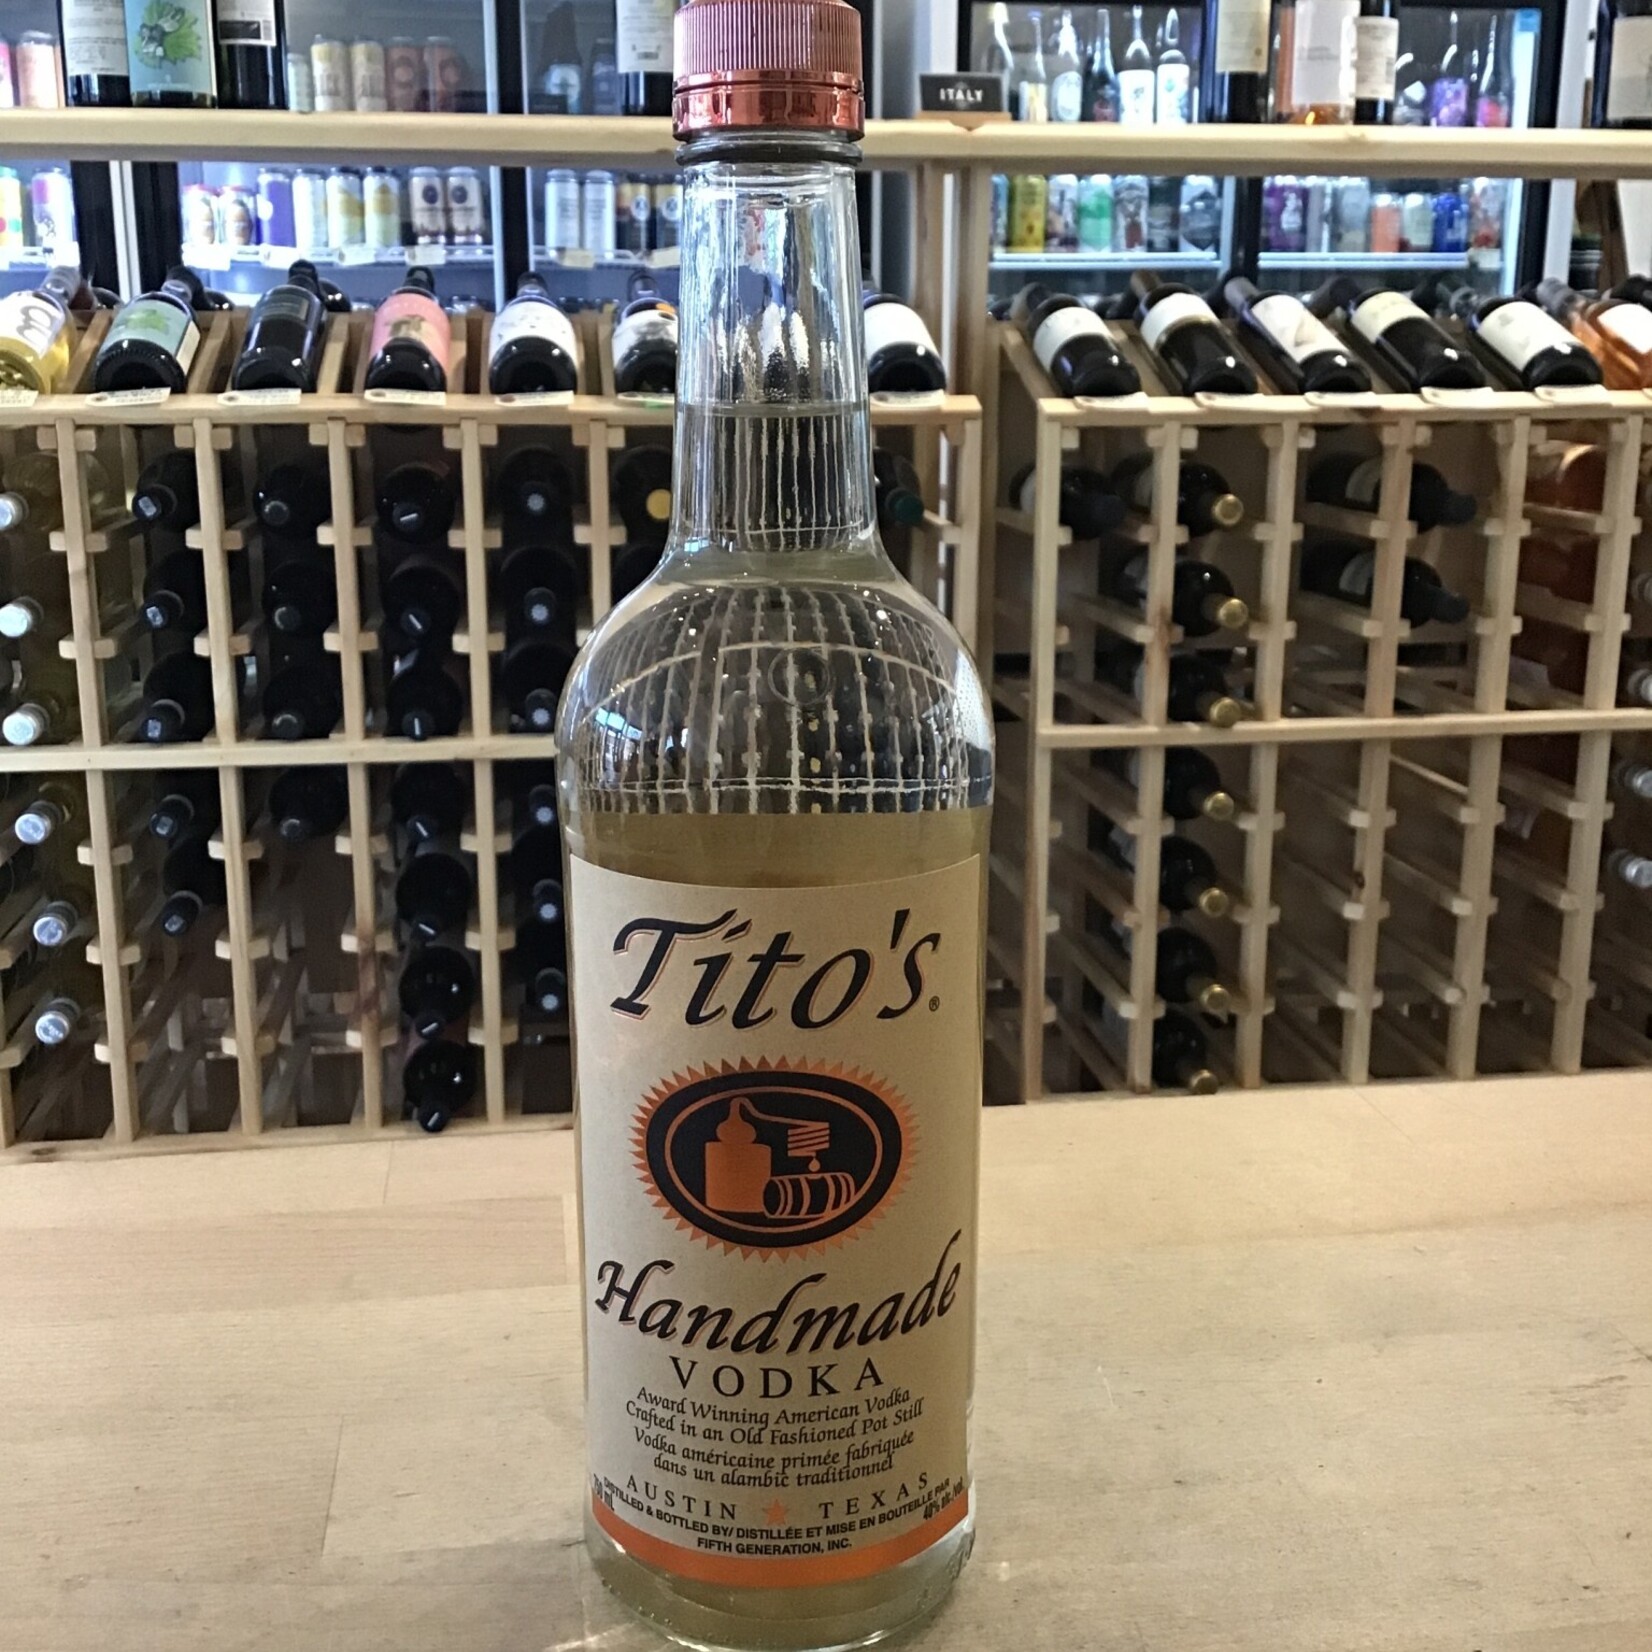 ITALY
Tito's®
Handmade
VODKA
Award Winning American Vodka
Crafted in an Old Fashioned Pot Still
Vodka américaine primée fabriquée
dans un alambic traditionnel
AUSTIN ★ TEXAS
750 mL
DISTILLED & BOTTLED BY/ DISTILLÉE ET MISE EN BOUTEILLE PAR
40% alc./vol.
FIFTH GENERATION, INC.